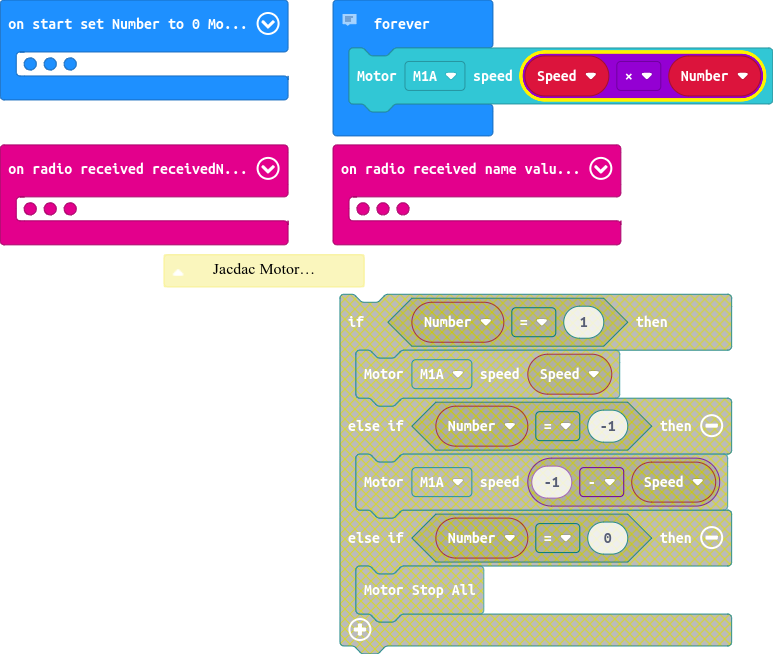 on start set Number to 0 Mo...
forever
Motor M1A speed Speed × Number
on radio received receivedN...
on radio received name valu...
Jacdac Motor…
if Number = 1 then
Motor M1A speed Speed
else if Number = -1 then
Motor M1A speed -1 - Speed
else if Number = 0 then
Motor Stop All